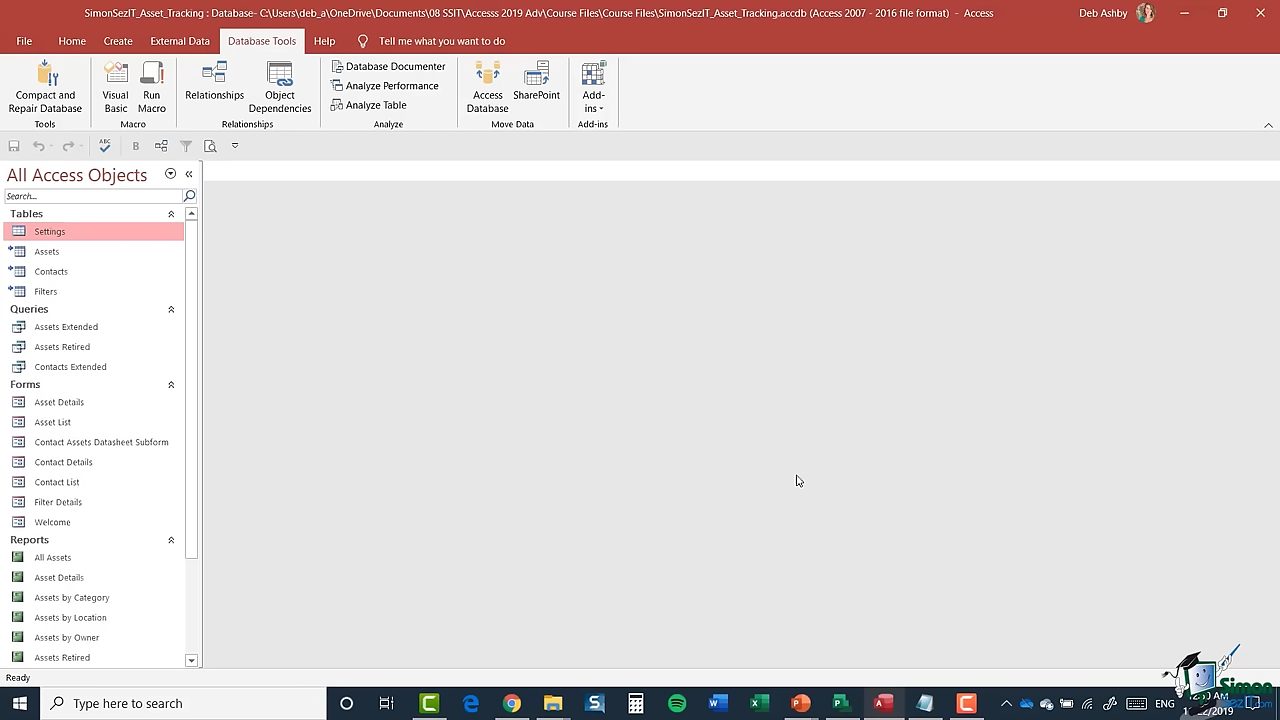 SimonSezIT_Asset_Tracking : Database- C:\Users\deb_a\OneDrive\Documents\08 SSIT\Accesss 2019 Adv\Course Files\Course Files\SimonSezIT_Asset_Tracking.accdb (Access 2007 - 2016 file format) - Access
Deb Ashby
File Home Create External Data Database Tools Help Tell me what you want to do
Compact and
Repair Database
Tools
Visual
Basic
Run
Macro
Macro
Relationships
Object
Dependencies
Relationships
Database Documenter
Analyze Performance
Analyze Table
Analyze
Access
Database
SharePoint
Move Data
Add-
ins
Add-ins
ABC
B
All Access Objects
Search...
Tables
Settings
Assets
Contacts
Filters
Queries
Assets Extended
Assets Retired
Contacts Extended
Forms
Asset Details
Asset List
Contact Assets Datasheet Subform
Contact Details
Contact List
Filter Details
Welcome
Reports
All Assets
Asset Details
Assets by Category
Assets by Location
Assets by Owner
Assets Retired
Ready
Type here to search
ENG
Simon